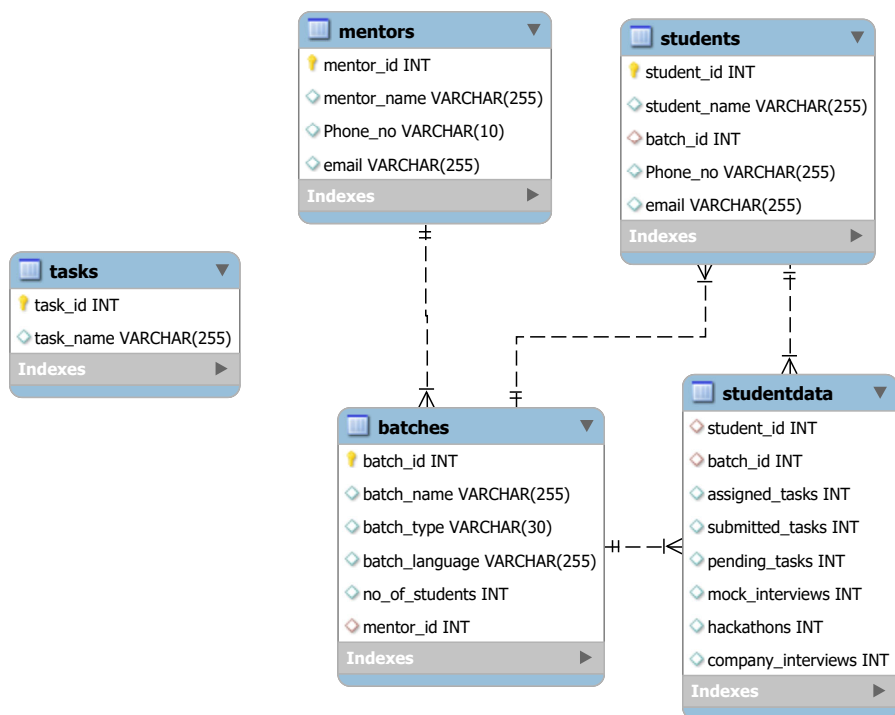 mentors
mentor_id INT
mentor_name VARCHAR(255)
Phone_no VARCHAR(10)
email VARCHAR(255)
Indexes
students
student_id INT
student_name VARCHAR(255)
batch_id INT
Phone_no VARCHAR(255)
email VARCHAR(255)
Indexes
tasks
task_id INT
task_name VARCHAR(255)
Indexes
batches
batch_id INT
batch_name VARCHAR(255)
batch_type VARCHAR(30)
batch_language VARCHAR(255)
no_of_students INT
mentor_id INT
Indexes
studentdata
student_id INT
batch_id INT
assigned_tasks INT
submitted_tasks INT
pending_tasks INT
mock_interviews INT
hackathons INT
company_interviews INT
Indexes